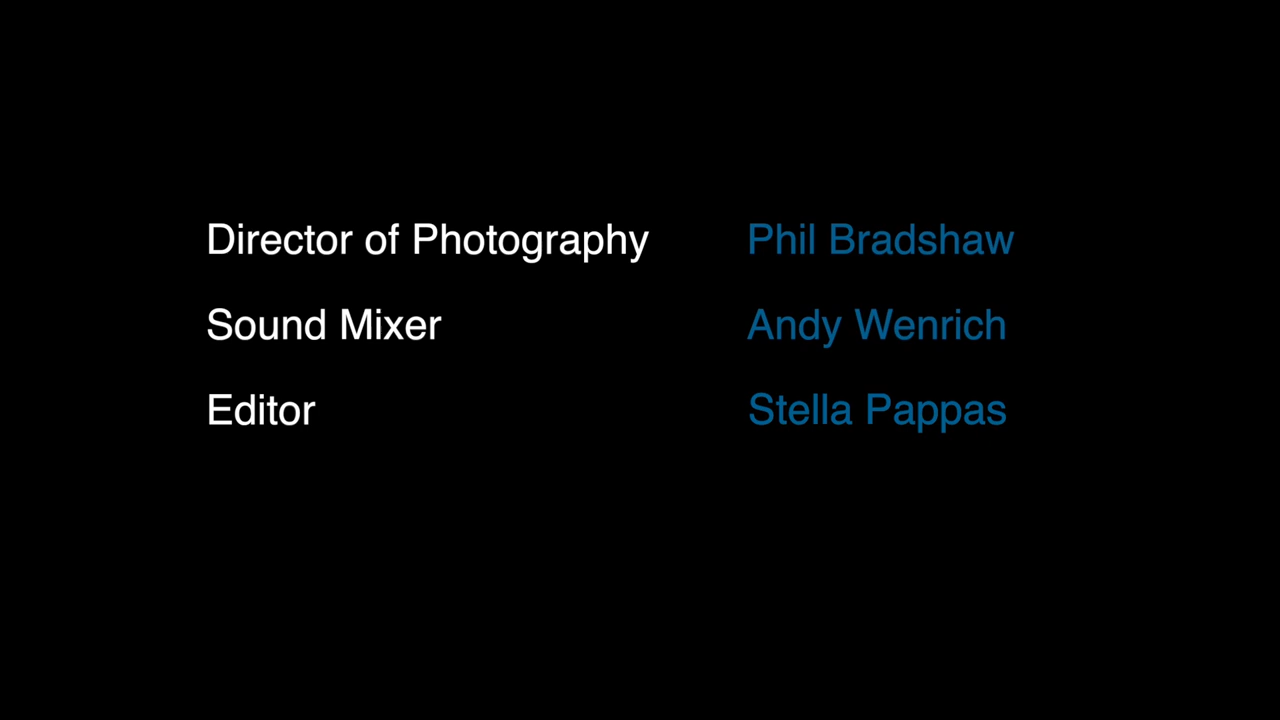 Director of Photography Phil Bradshaw
Sound Mixer Andy Wenrich
Editor Stella Pappas